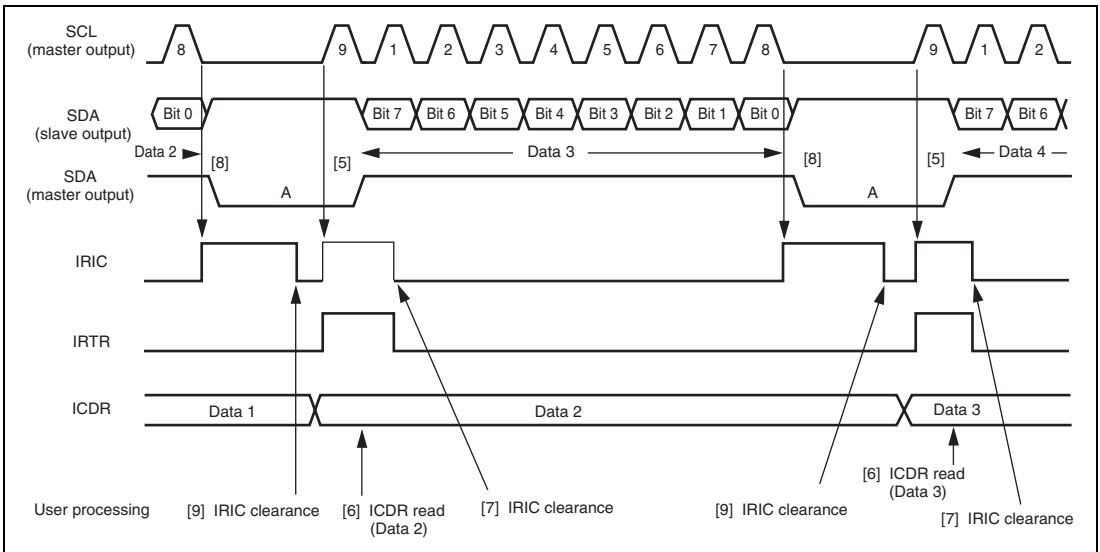 SCL
(master output)
8 9 1 2 3 4 5 6 7 8 9 1 2
SDA
(slave output)
Bit 0 Bit 7 Bit 6 Bit 5 Bit 4 Bit 3 Bit 2 Bit 1 Bit 0 Bit 7 Bit 6
Data 2 [8] [5] Data 3 [8] [5] Data 4
SDA
(master output)
A A
IRIC
IRTR
ICDR Data 1 Data 2 Data 3
User processing [9] IRIC clearance [6] ICDR read
(Data 2)
[7] IRIC clearance [9] IRIC clearance [6] ICDR read
(Data 3)
[7] IRIC clearance